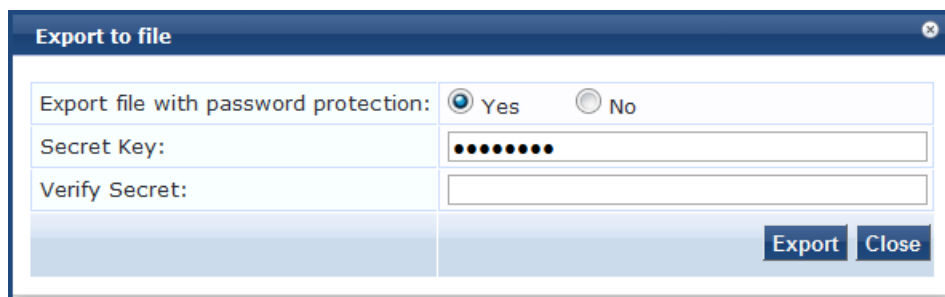 Export to file
Export file with password protection: Yes No
Secret Key: ••••••••
Verify Secret:
Export Close